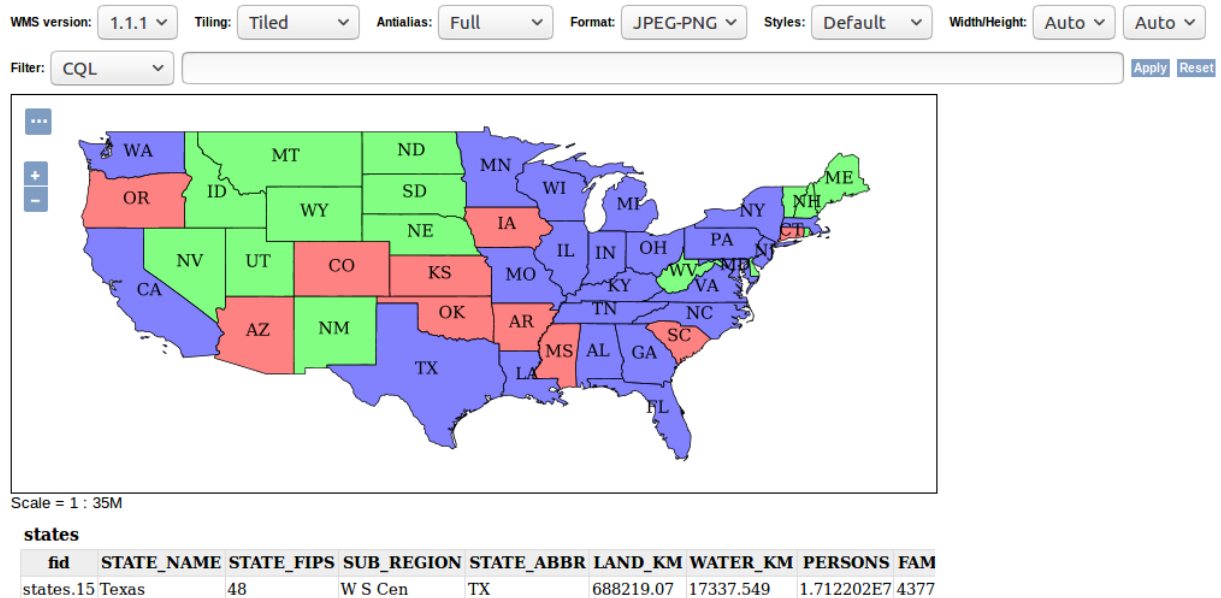 WMS version: 1.1.1 Tiling: Tiled Antialias: Full Format: JPEG-PNG Styles: Default Width/Height: Auto Auto
Filter: CQL Apply Reset
...
+
−
WA MT ND MN ME
OR ID SD WI MI NY NH
WY NE IA CT
NV UT CO KS IL IN OH PA NJ
CA MO KY WV MD VA
AZ NM OK AR TN NC
TX LA MS AL GA SC
FL
Scale = 1 : 35M
states
fid STATE_NAME STATE_FIPS SUB_REGION STATE_ABBR LAND_KM WATER_KM PERSONS FAM
states.15 Texas 48 W S Cen TX 688219.07 17337.549 1.712202E7 4377